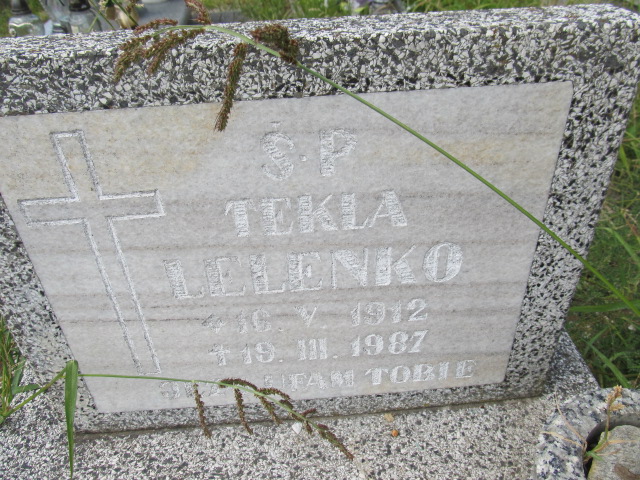 Ś.P
TEKLA
LELENKO
* 16. V. 1912
+ 19. III. 1987
UFAM TOBIE